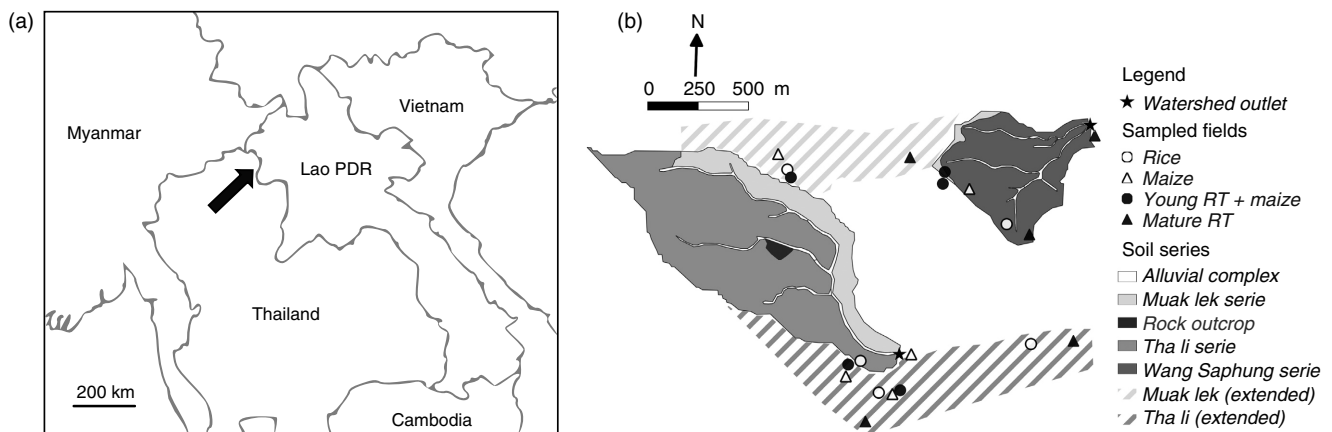 (a)
Myanmar
Vietnam
Lao PDR
Thailand
Cambodia
200 km
(b)
N
0 250 500 m
Legend
Watershed outlet
Sampled fields
Rice
Maize
Young RT + maize
Mature RT
Soil series
Alluvial complex
Muak lek serie
Rock outcrop
Tha li serie
Wang Saphung serie
Muak lek (extended)
Tha li (extended)